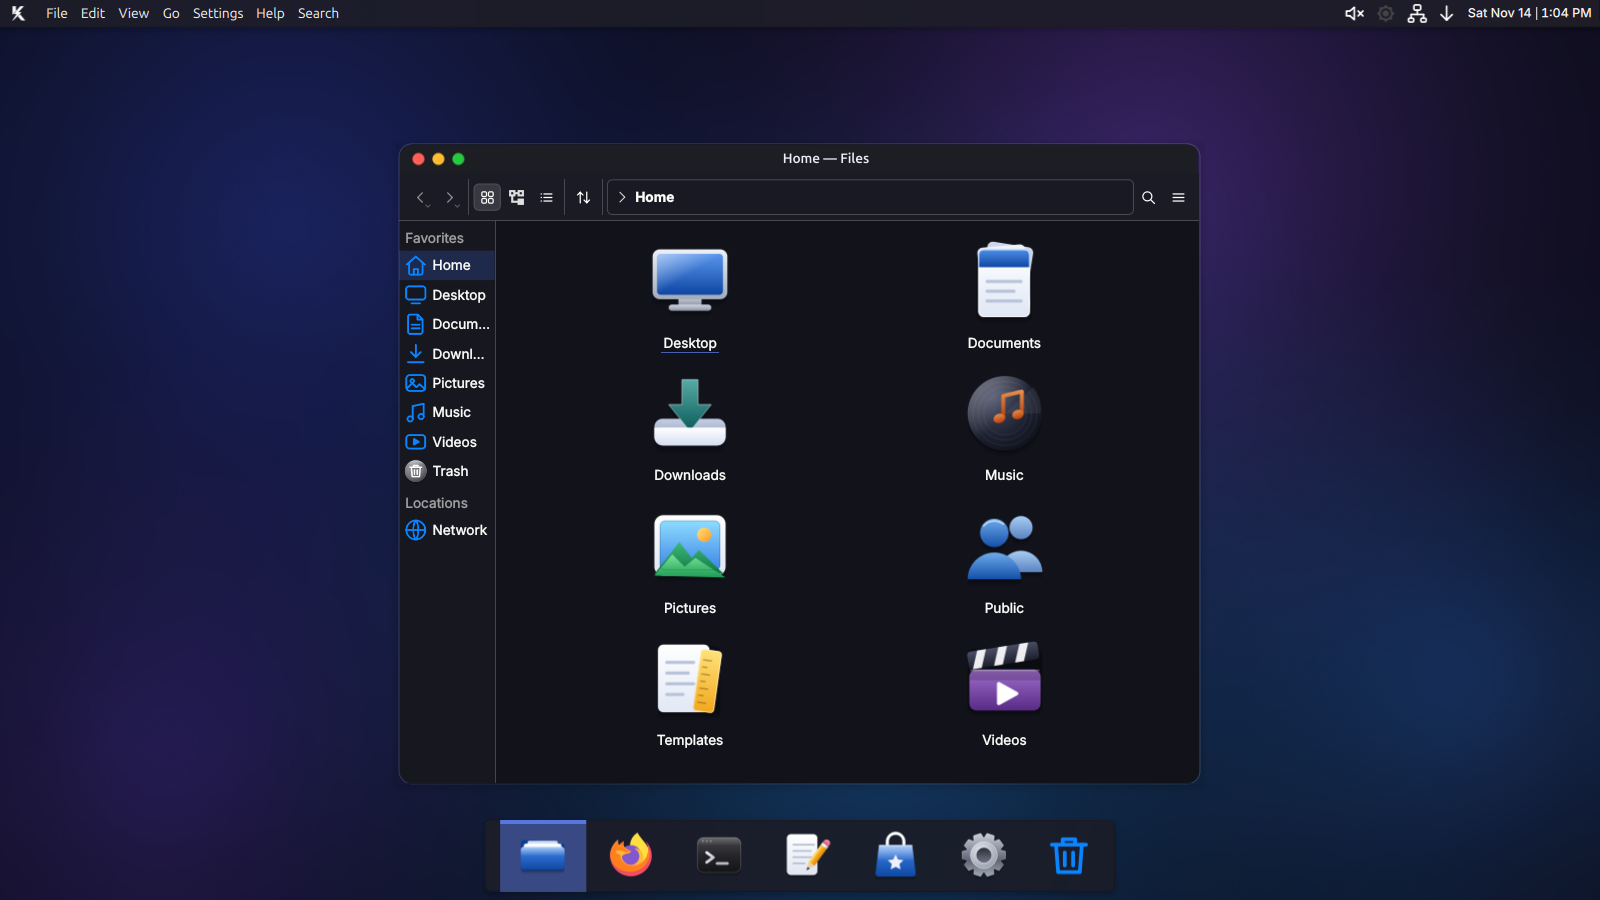 File Edit View Go Settings Help Search
Sat Nov 14 | 1:04 PM
Home — Files
Home
Favorites
Home
Desktop
Docum...
Downl...
Pictures
Music
Videos
Trash
Locations
Network
Desktop
Documents
Downloads
Music
Pictures
Public
Templates
Videos